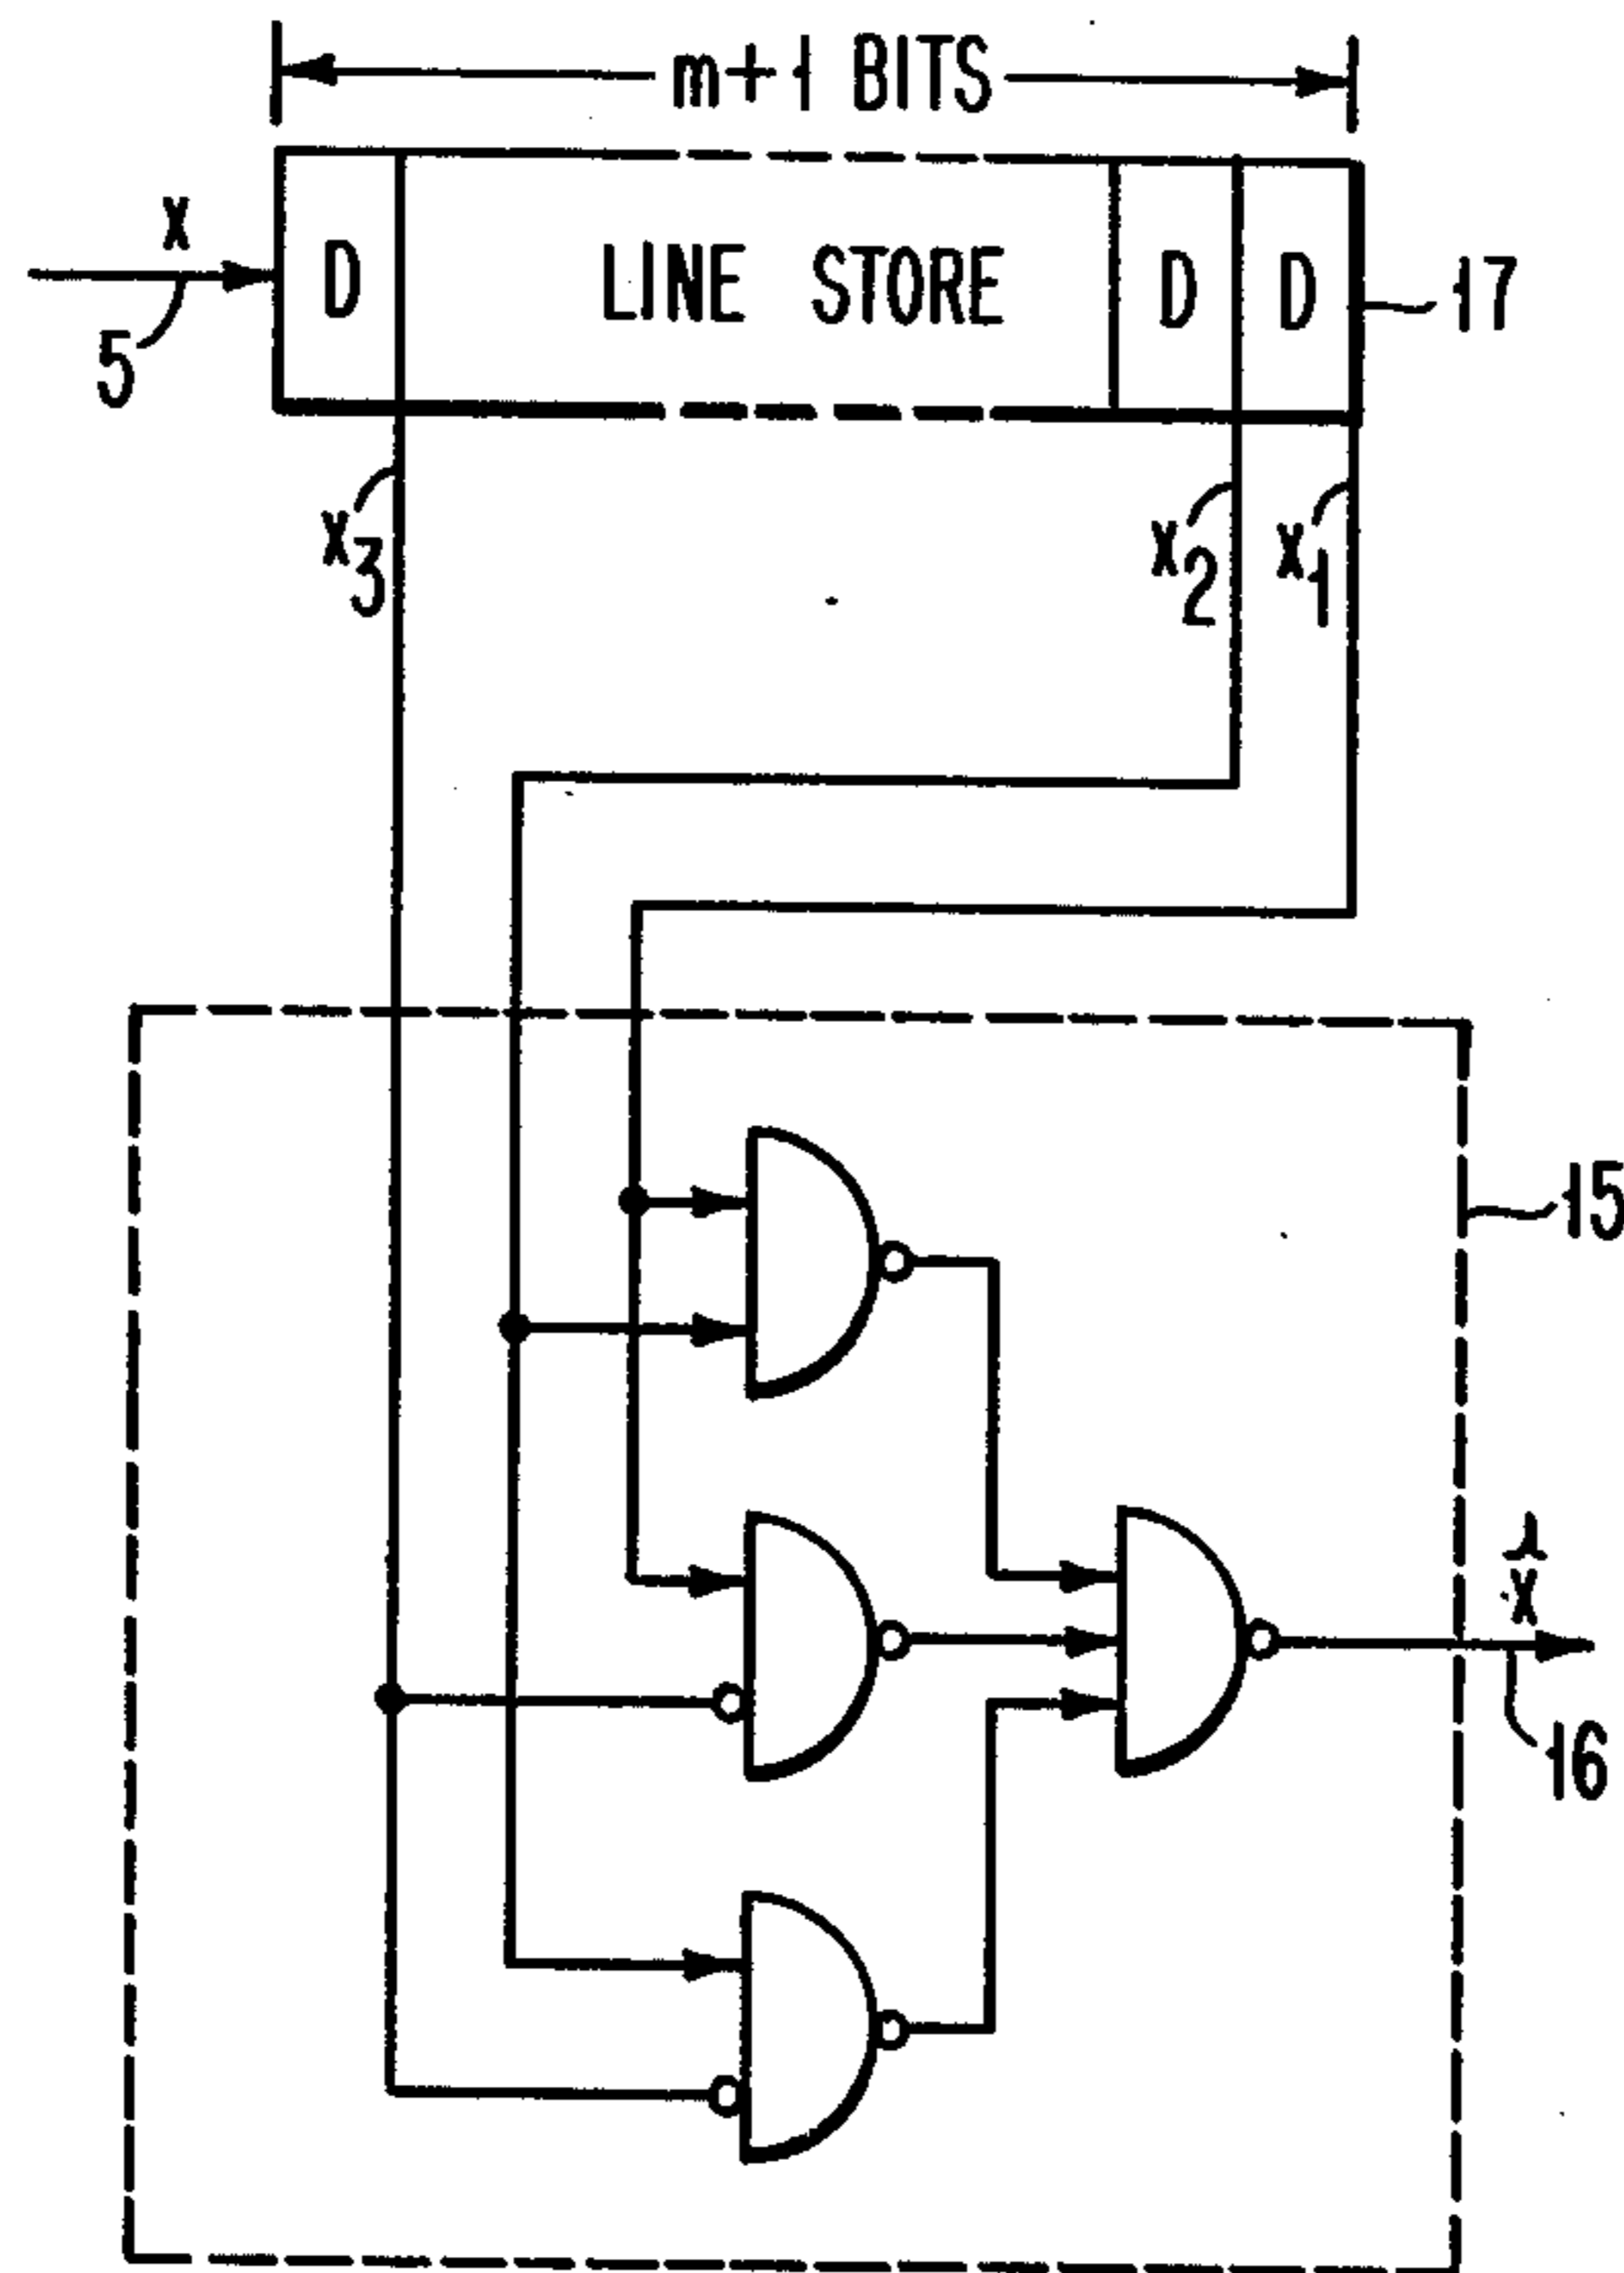 m+1 BITS
x
D LINE STORE D D
17
5
x3 x2 x1
15
x̂
16